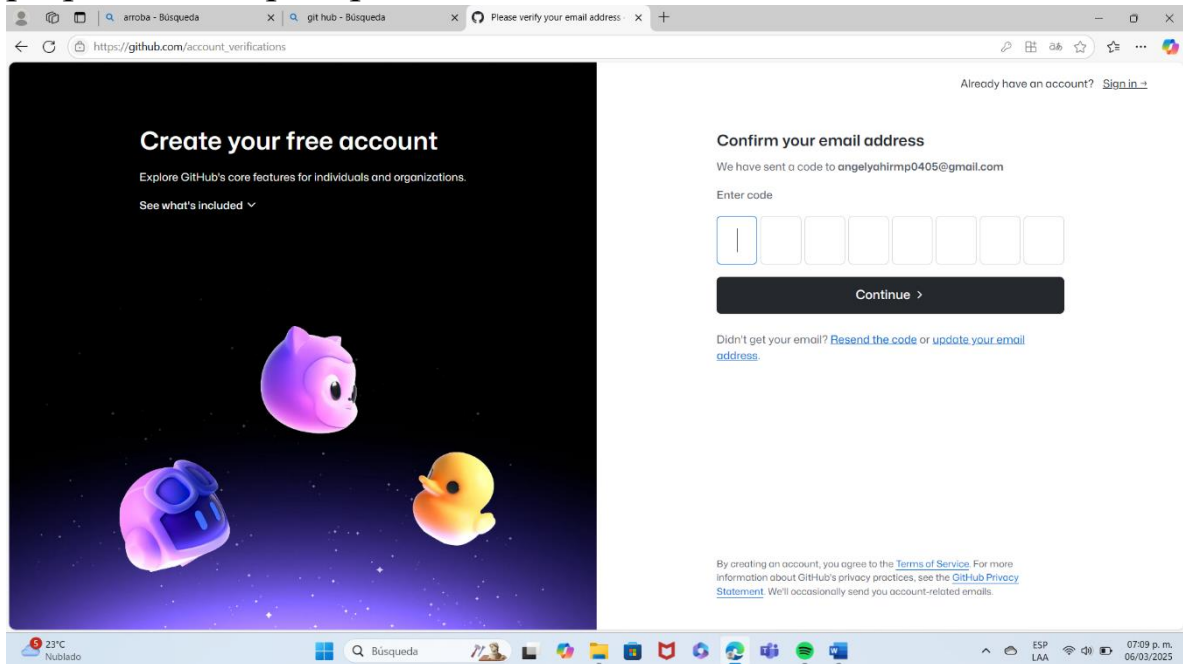 arroba - Búsqueda
git hub - Búsqueda
Please verify your email address
https://github.com/account_verifications
Already have an account? Sign in →
Create your free account
Explore GitHub's core features for individuals and organizations.
See what's included
Confirm your email address
We have sent a code to angelyahirmp0405@gmail.com
Enter code
Continue >
Didn't get your email? Resend the code or update your email
address.
By creating an account, you agree to the Terms of Service. For more
information about GitHub's privacy practices, see the GitHub Privacy
Statement. We'll occasionally send you account-related emails.
5
23°C
Nublado
Búsqueda
ESP
LAA
07:09 p. m.
06/03/2025